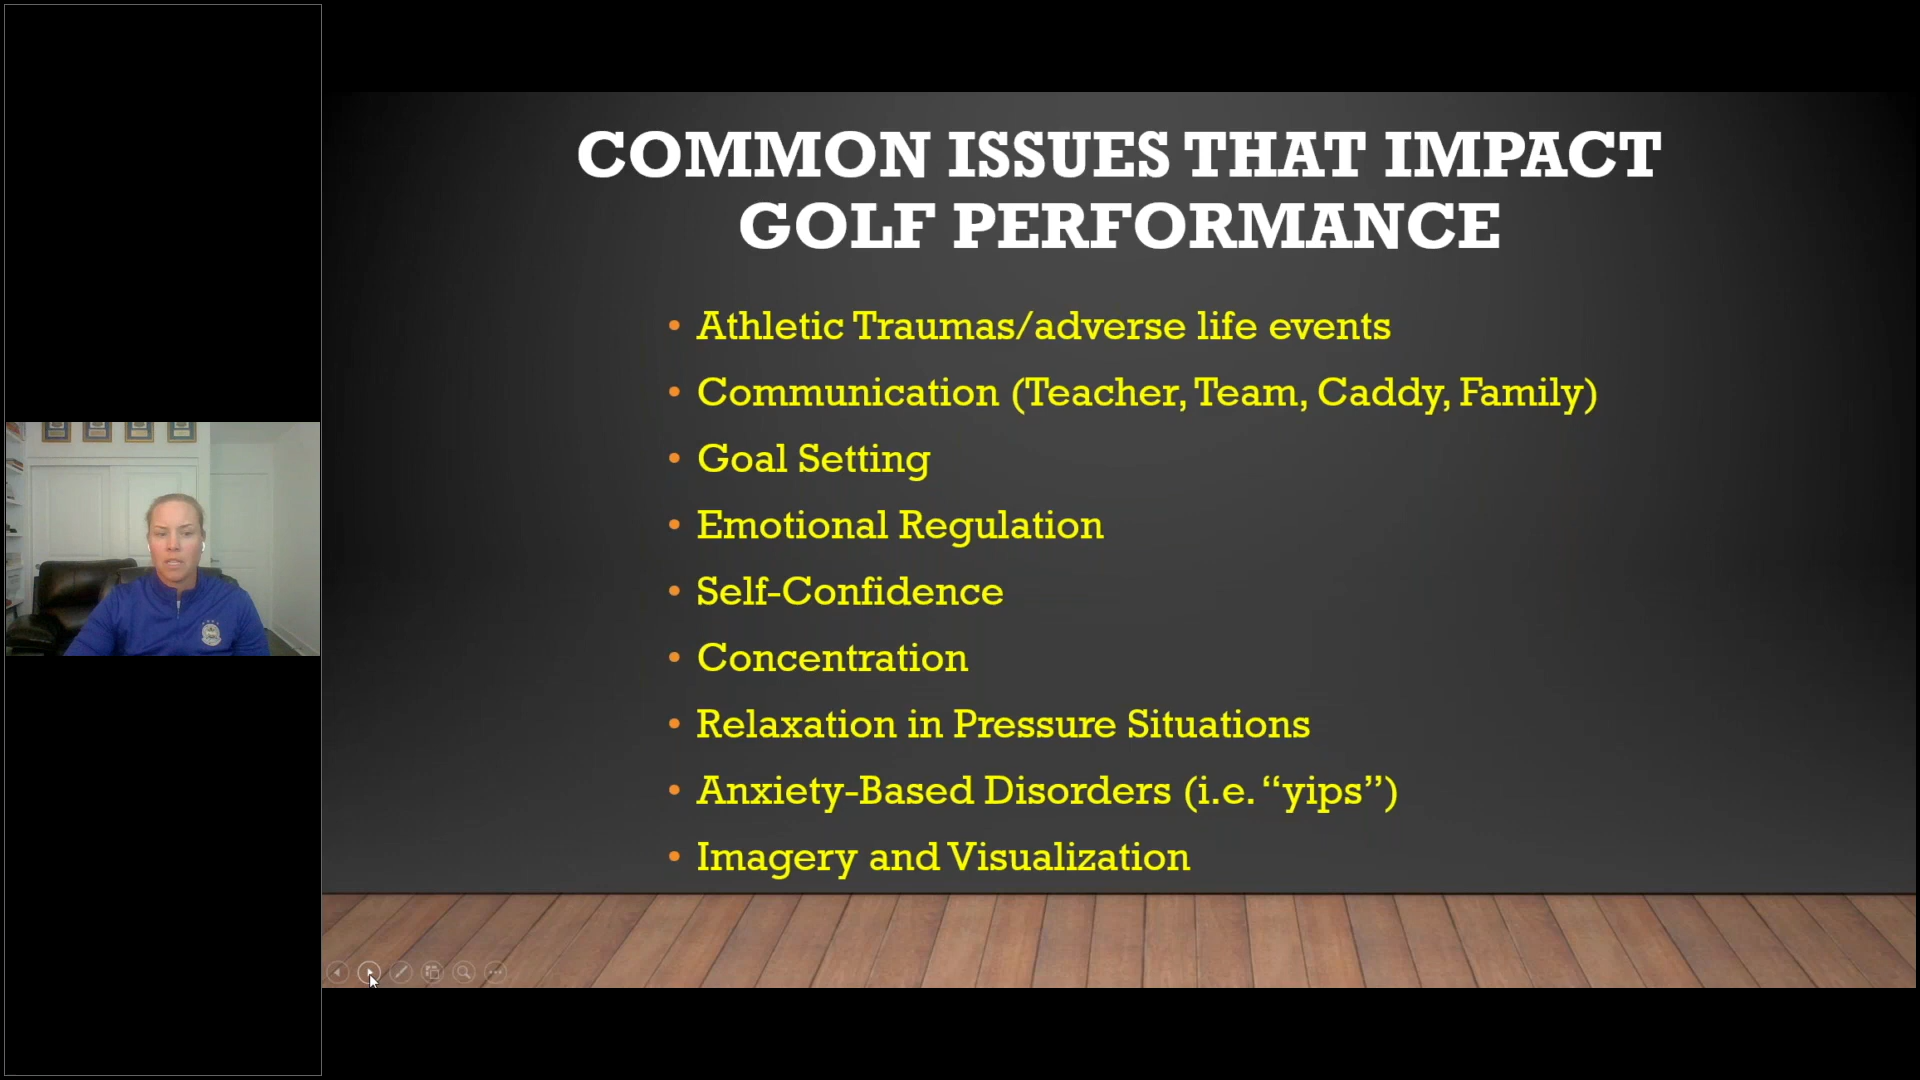 COMMON ISSUES THAT IMPACT
GOLF PERFORMANCE
• Athletic Traumas/adverse life events
• Communication (Teacher, Team, Caddy, Family)
• Goal Setting
• Emotional Regulation
• Self-Confidence
• Concentration
• Relaxation in Pressure Situations
• Anxiety-Based Disorders (i.e. “yips”)
• Imagery and Visualization